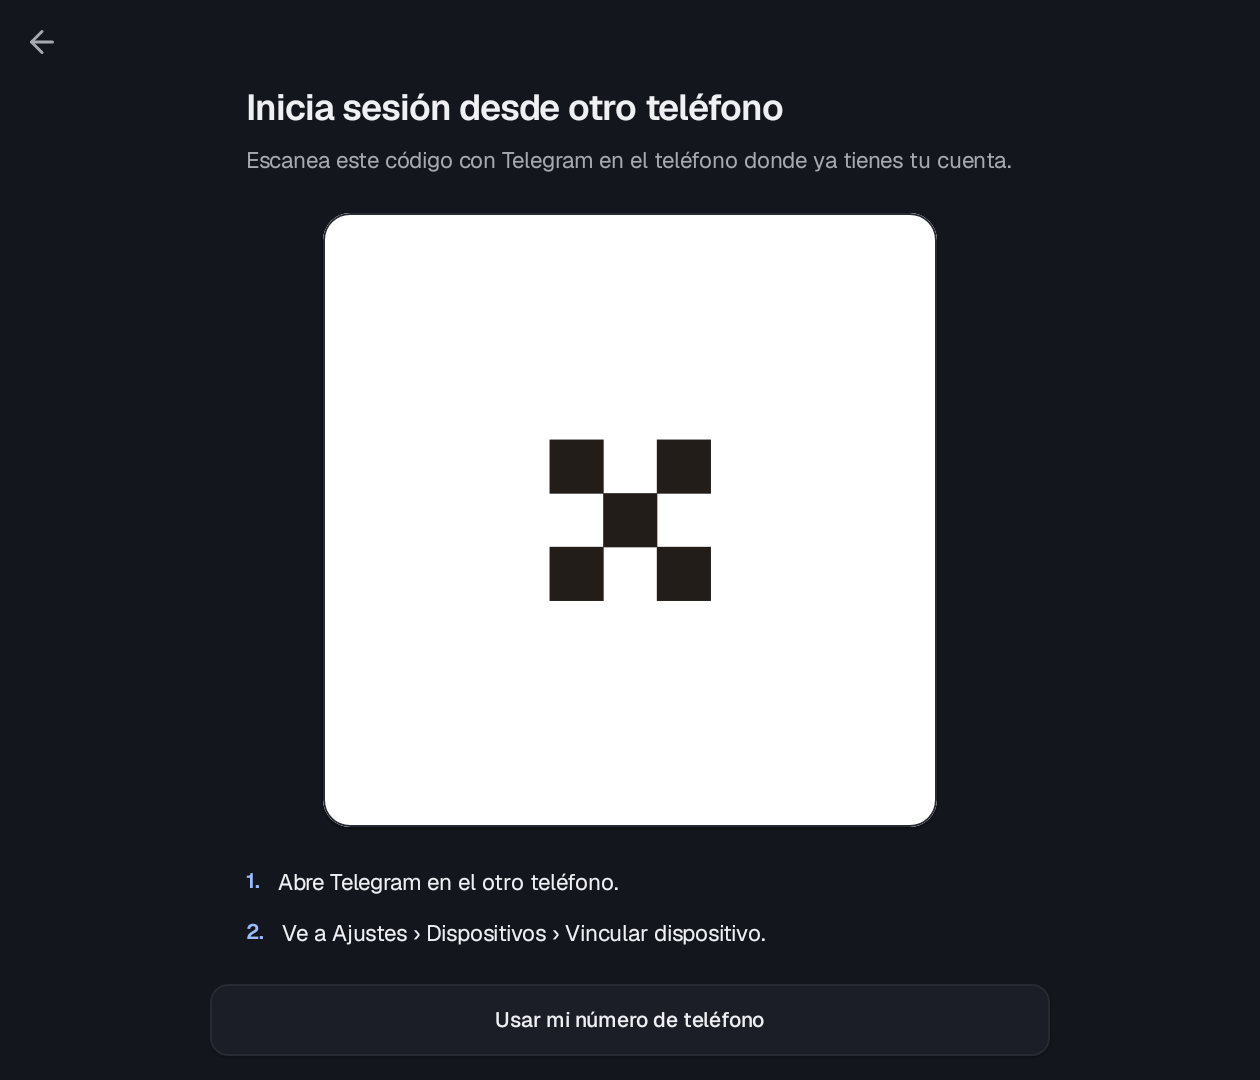 Inicia sesión desde otro teléfono
Escanea este código con Telegram en el teléfono donde ya tienes tu cuenta.
1. Abre Telegram en el otro teléfono.
2. Ve a Ajustes › Dispositivos › Vincular dispositivo.
Usar mi número de teléfono